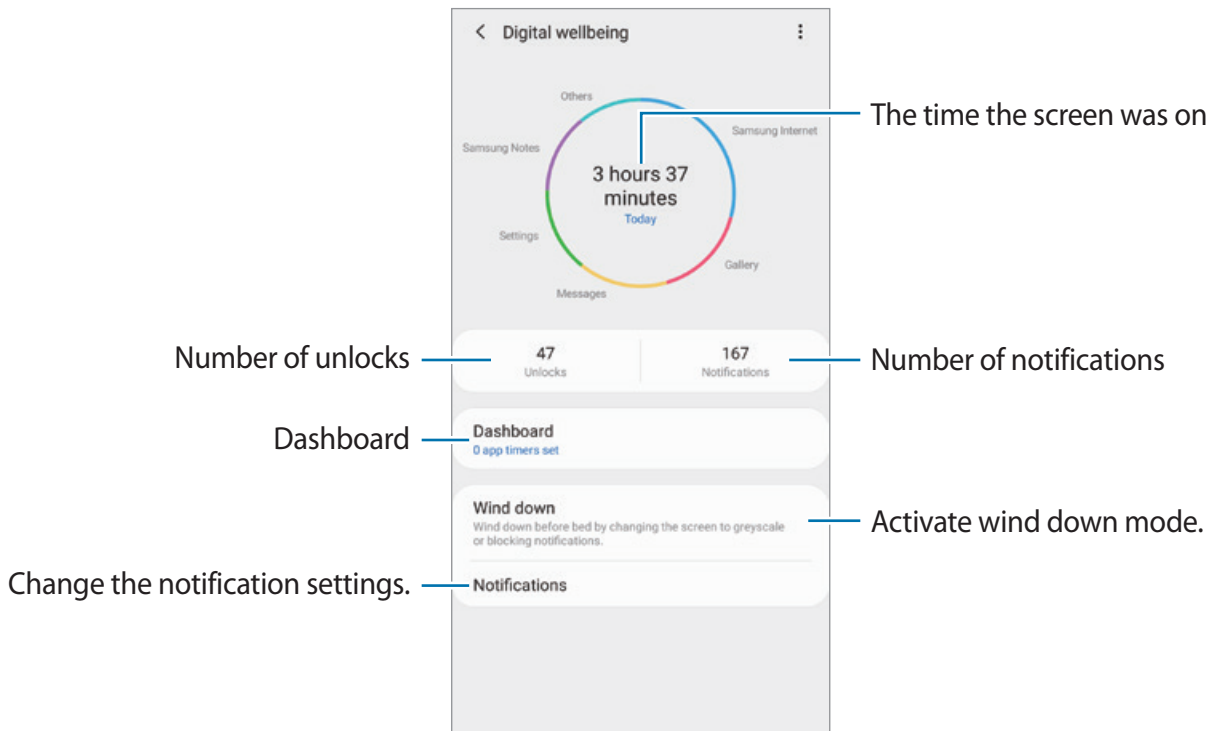 Digital wellbeing
Others
The time the screen was on
Samsung Internet
Samsung Notes
3 hours 37
minutes
Today
Settings
Gallery
Messages
Number of unlocks
47
Unlocks
167
Notifications
Number of notifications
Dashboard
Dashboard
0 app timers set
Wind down
Wind down before bed by changing the screen to greyscale
or blocking notifications.
Activate wind down mode.
Change the notification settings.
Notifications